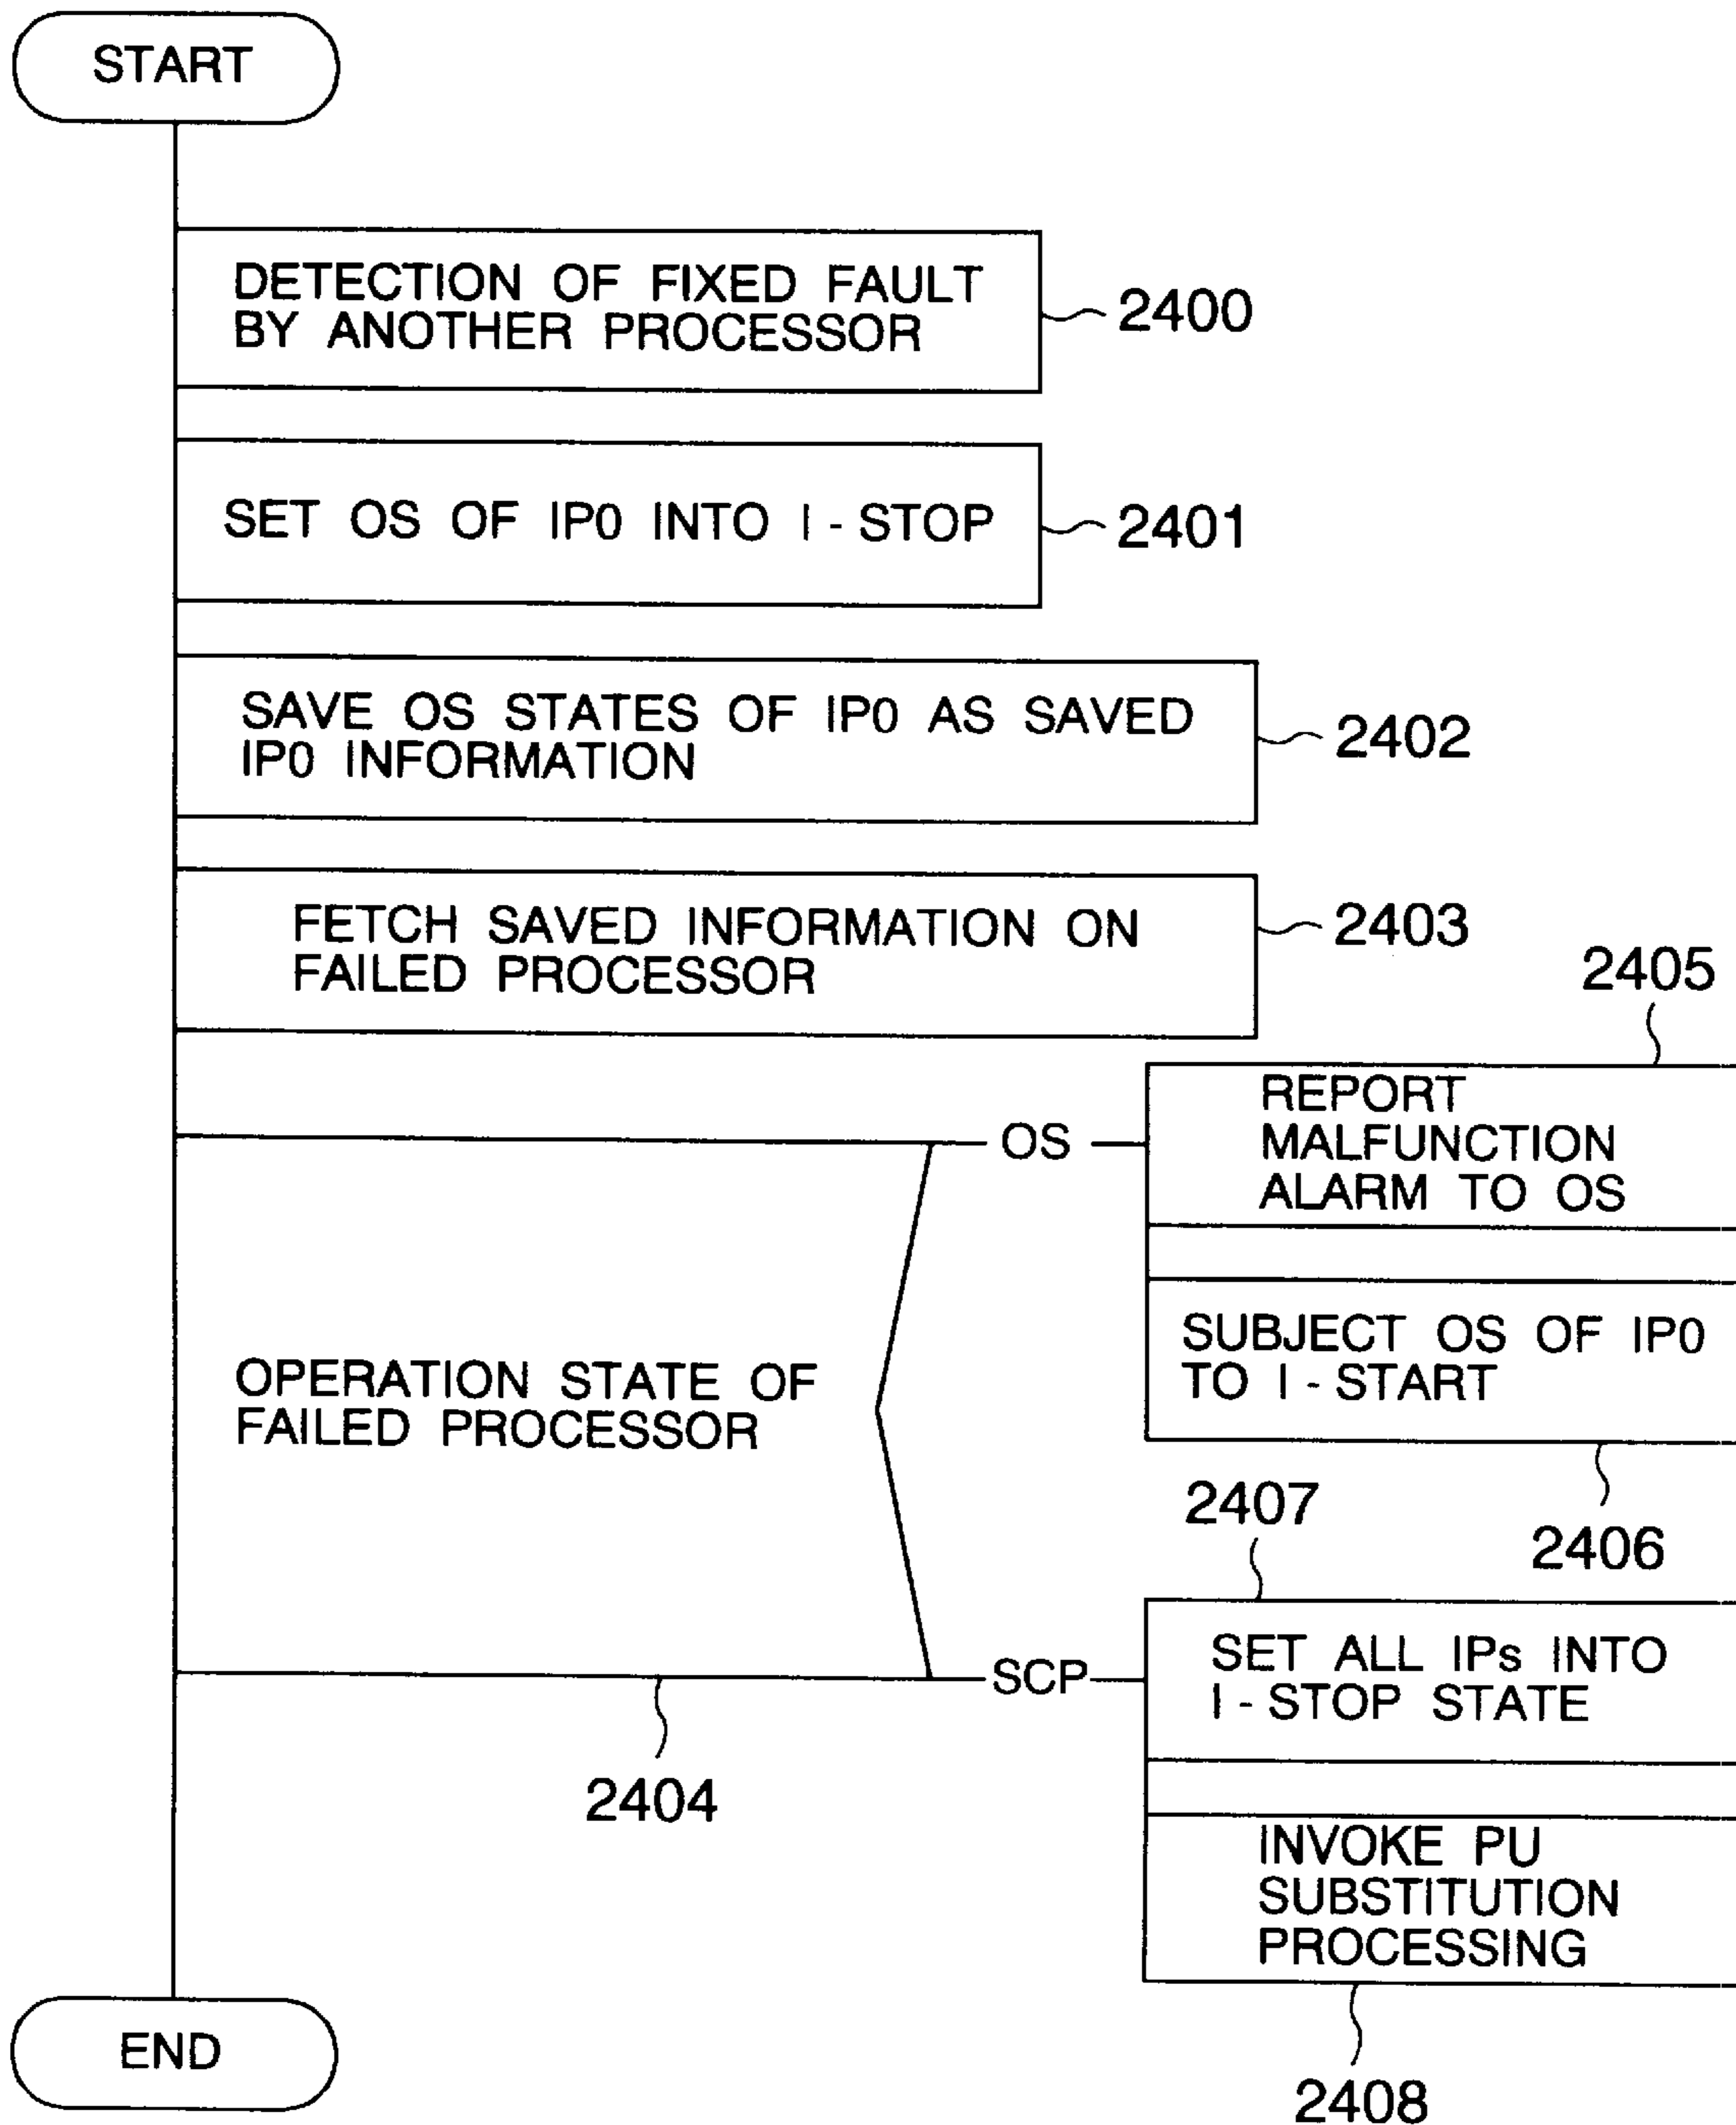 START
DETECTION OF FIXED FAULT
BY ANOTHER PROCESSOR
2400
SET OS OF IP0 INTO I - STOP
2401
SAVE OS STATES OF IP0 AS SAVED
IP0 INFORMATION
2402
FETCH SAVED INFORMATION ON
FAILED PROCESSOR
2403
2405
OS
REPORT
MALFUNCTION
ALARM TO OS
SUBJECT OS OF IP0
TO I - START
2406
OPERATION STATE OF
FAILED PROCESSOR
2407
SCP
SET ALL IPs INTO
I - STOP STATE
2404
INVOKE PU
SUBSTITUTION
PROCESSING
2408
END